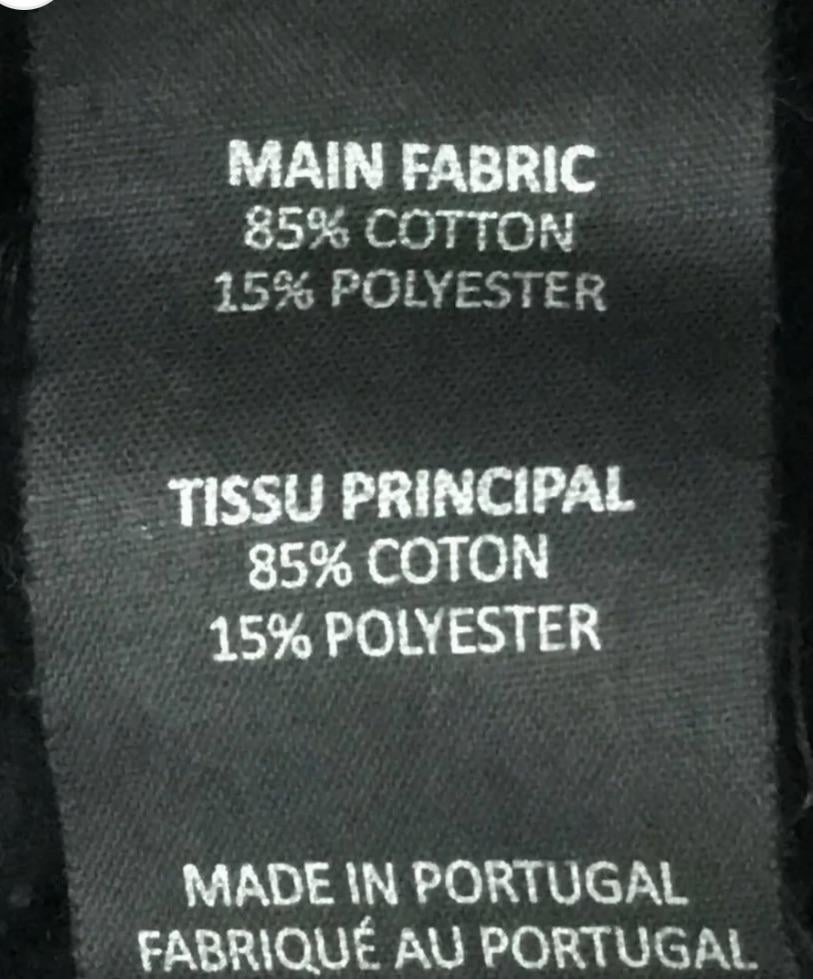 MAIN FABRIC
85% COTTON
15% POLYESTER
TISSU PRINCIPAL
85% COTON
15% POLYESTER
MADE IN PORTUGAL
FABRIQUÉ AU PORTUGAL